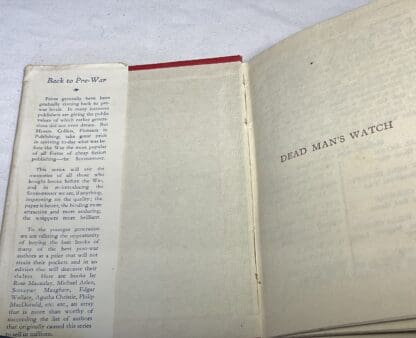 Back to Pre-War
Prices generally have been
gradually coming back to pre-
war levels. In many instances
publishers are giving the public
values of which earlier genera-
tions did not even dream. But
Messrs. Collins, Pioneers in
Publishing, take great pride
in restoring to-day what was be-
fore the War the most popular
of all forms of cheap fiction
publishing—the
This series will stir the
memories of all those who
bought books before the War,
and in re-introducing the
we are, if anything,
improving on the quality; the
paper is better, the binding more
attractive and more enduring,
the wrappers more brilliant
To the younger generation
we are offering the opportunity
of buying the best books of
many of the best post-war
authors at a price that will not
strain their pockets and in an
edition that will decorate their
shelves. Here are books by
Rose Macaulay, Michael Arlen,
Somerset Maugham, Edgar
Wallace, Agatha Christie, Philip
MacDonald, etc. etc., an array
that is more than worthy of
succeeding the list of authors
that originally caused this series
to sell in millions.
DEAD MAN'S WATCH